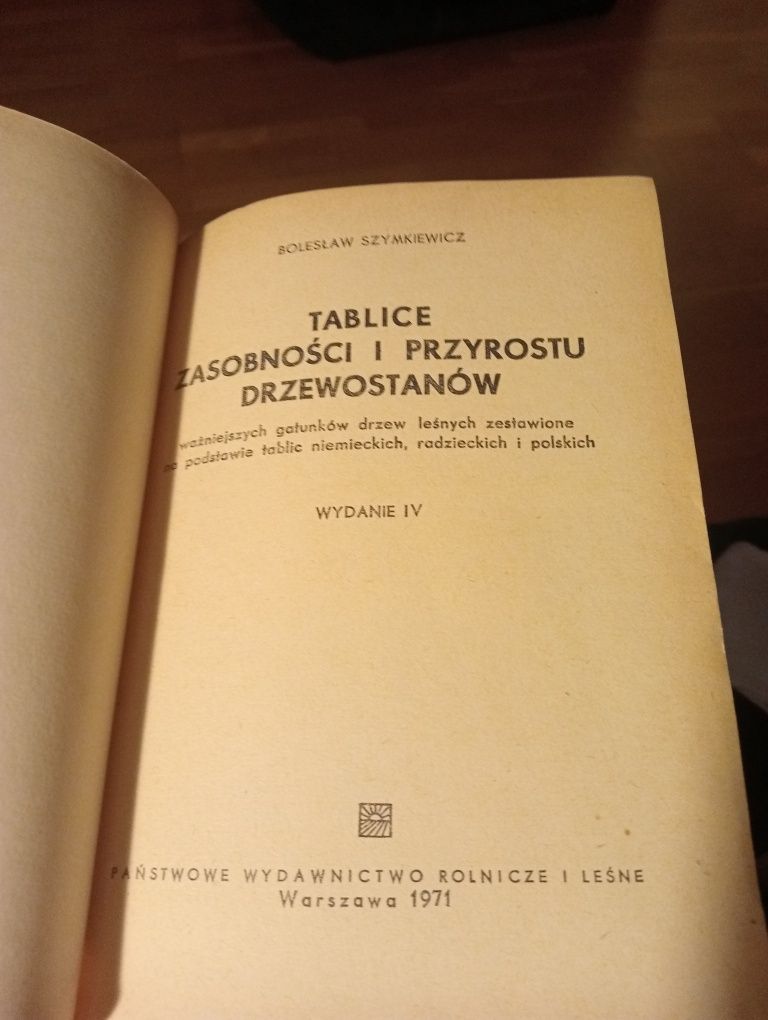 BOLESŁAW SZYMKIEWICZ
TABLICE
ZASOBNOŚCI I PRZYROSTU
DRZEWOSTANÓW
ważniejszych gatunków drzew leśnych zestawione
na podstawie tablic niemieckich, radzieckich i polskich
WYDANIE IV
PAŃSTWOWE WYDAWNICTWO ROLNICZE I LEŚNE
Warszawa 1971